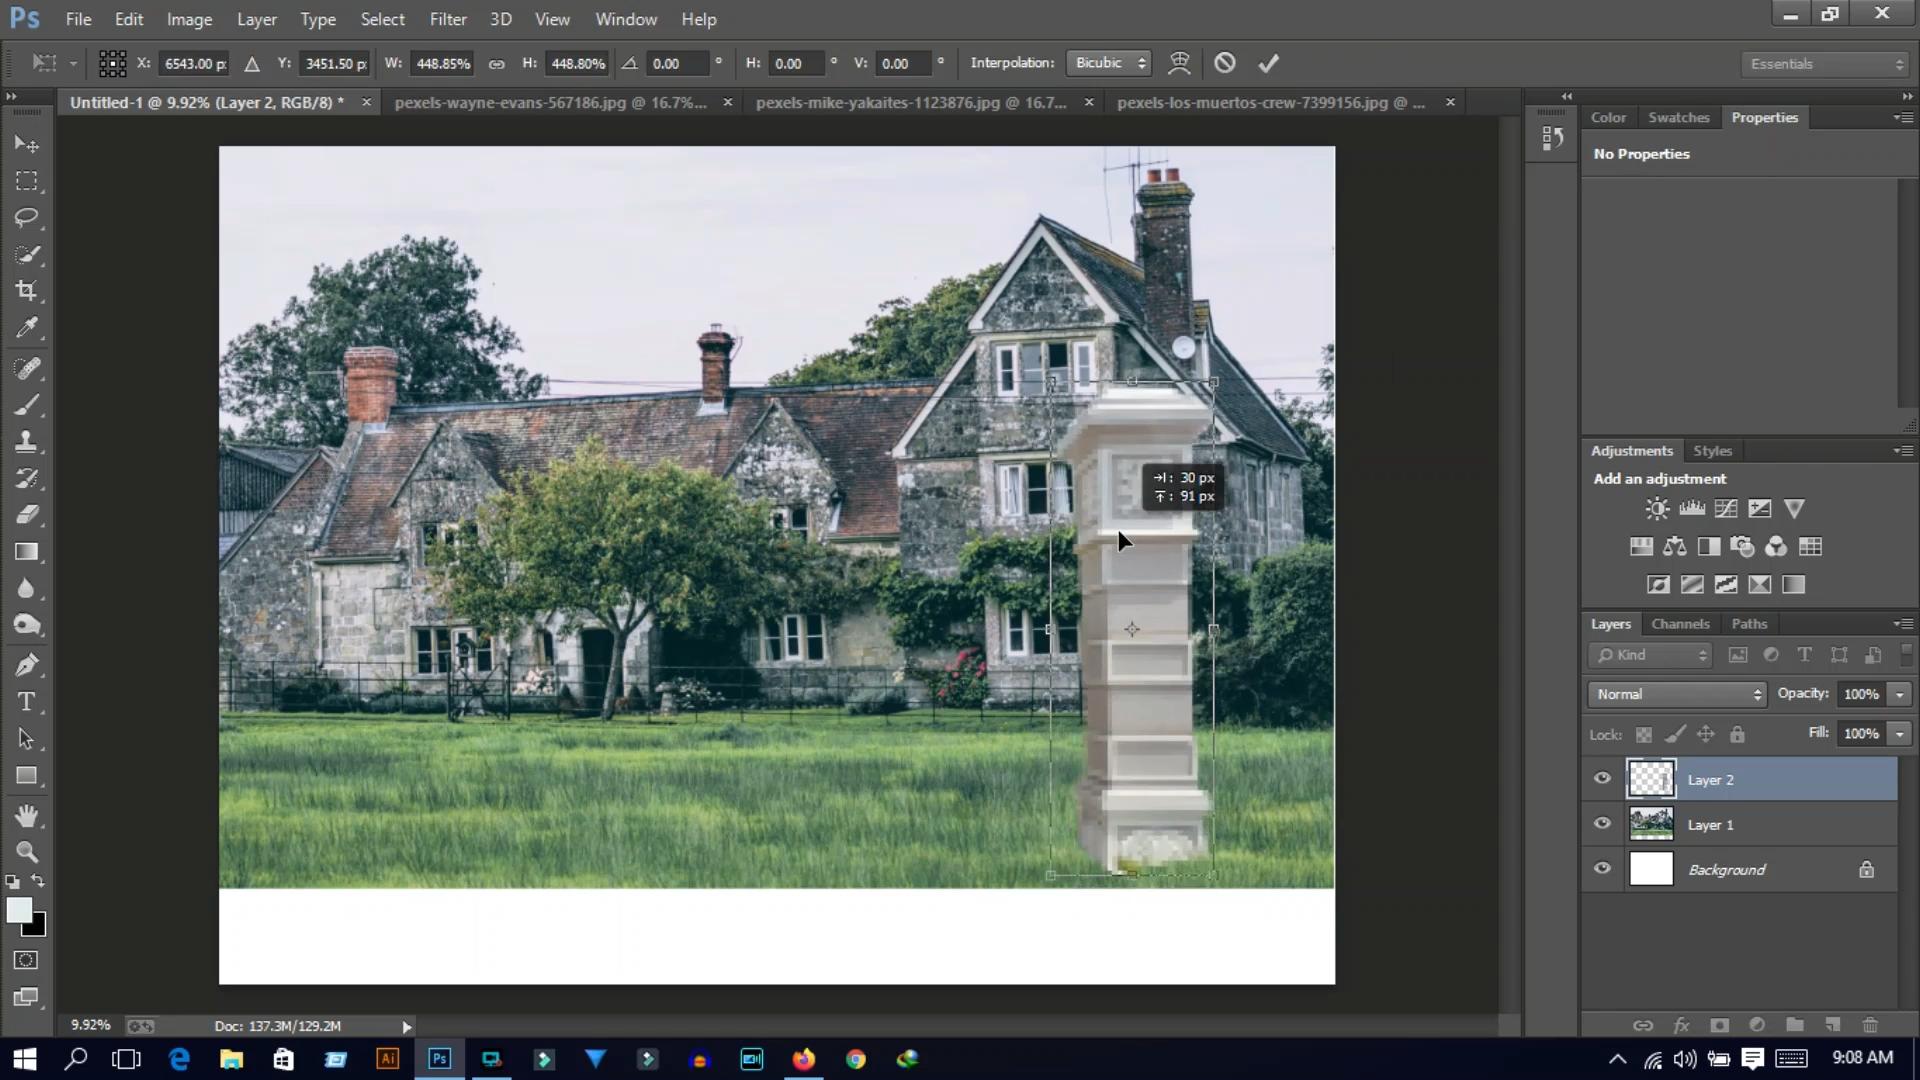 Ps File Edit Image Layer Type Select Filter 3D View Window Help
X: 6543.00 p: Y: 3451.50 p: W: 448.85% H: 448.80% 0.00 ° H: 0.00 ° V: 0.00 ° Interpolation: Bicubic Essentials
Untitled-1 @ 9.92% (Layer 2, RGB/8) * × pexels-wayne-evans-567186.jpg @ 16.7%... × pexels-mike-yakaites-1123876.jpg @ 16.7... × pexels-los-muertos-crew-7399156.jpg @ ... ×
Color Swatches Properties
No Properties
Adjustments Styles
Add an adjustment
30 px
91 px
Layers Channels Paths
Kind
Normal Opacity: 100%
Lock: Fill: 100%
Layer 2
Layer 1
Background
fx
9.92% Doc: 137.3M/129.2M
Ai Ps 9:08 AM